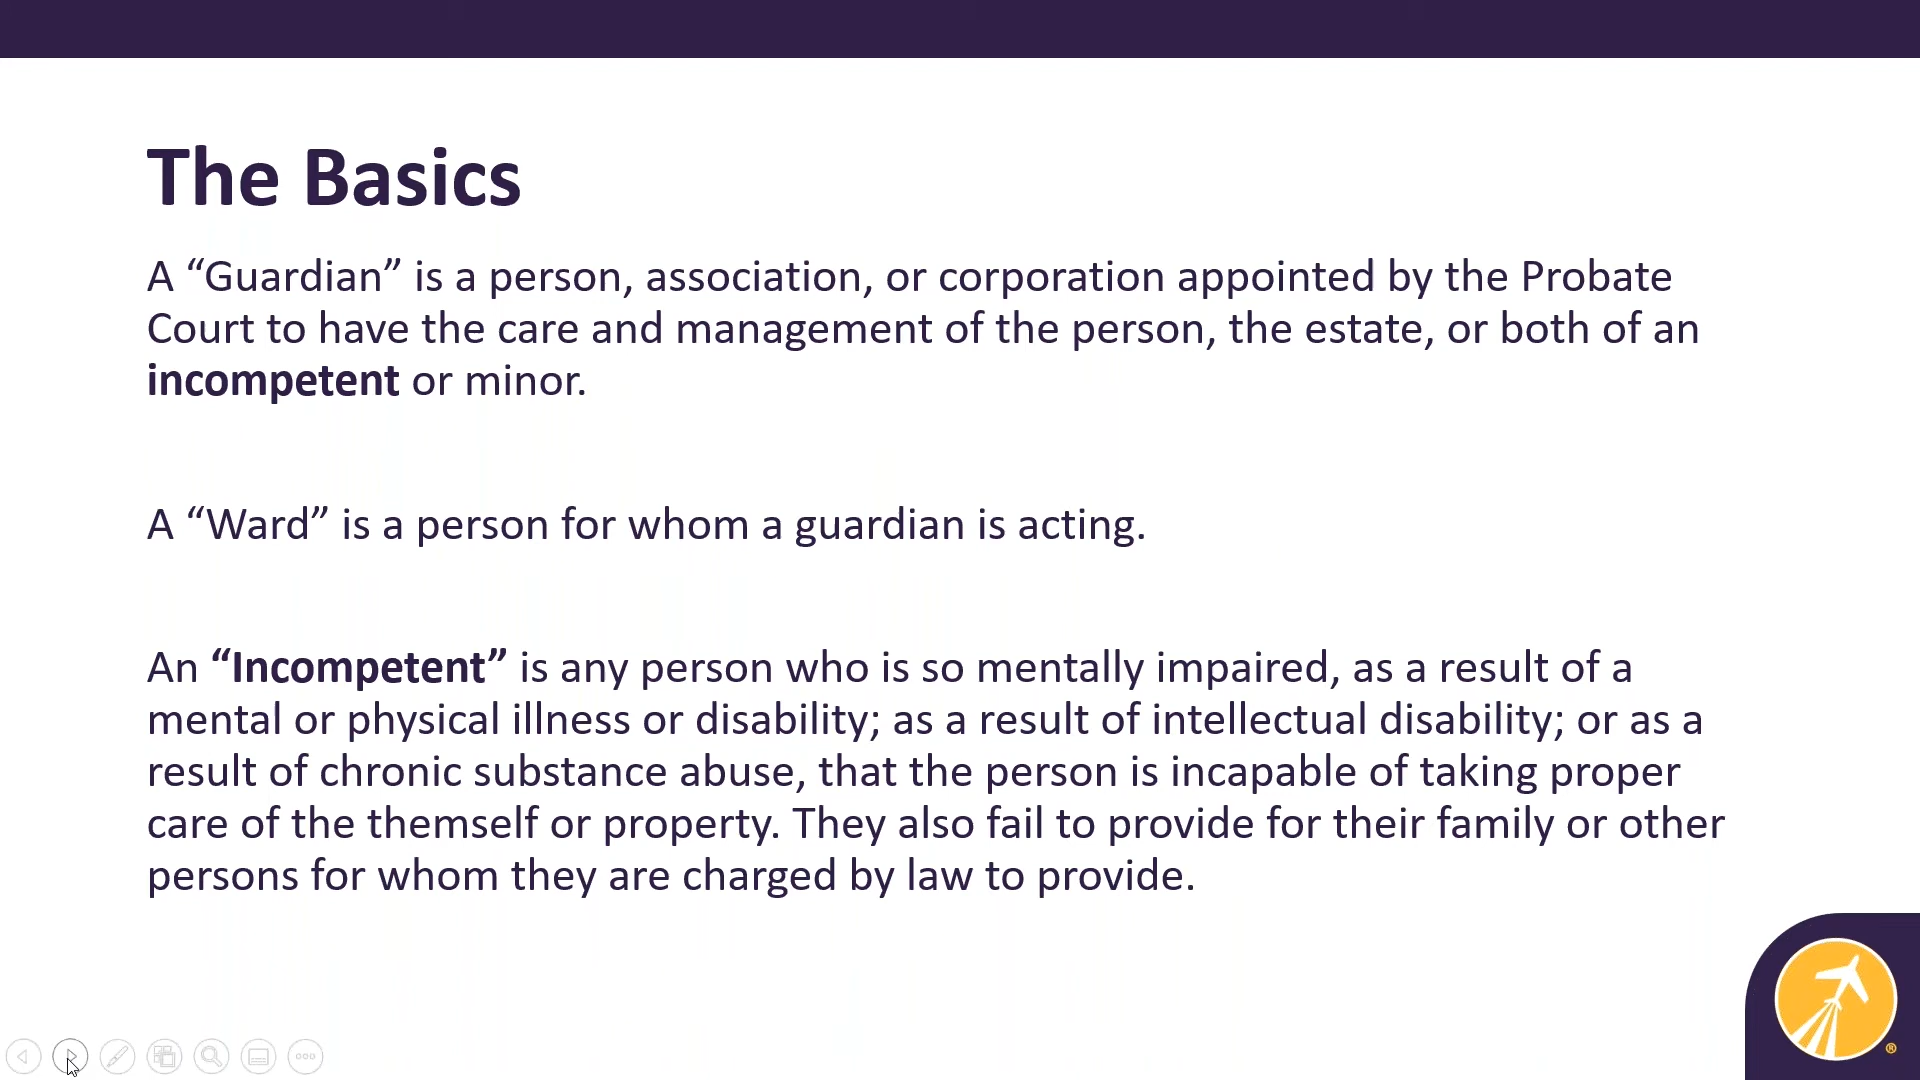 The Basics
A “Guardian” is a person, association, or corporation appointed by the Probate
Court to have the care and management of the person, the estate, or both of an
incompetent or minor.
A “Ward” is a person for whom a guardian is acting.
An “Incompetent” is any person who is so mentally impaired, as a result of a
mental or physical illness or disability; as a result of intellectual disability; or as a
result of chronic substance abuse, that the person is incapable of taking proper
care of the themself or property. They also fail to provide for their family or other
persons for whom they are charged by law to provide.
®